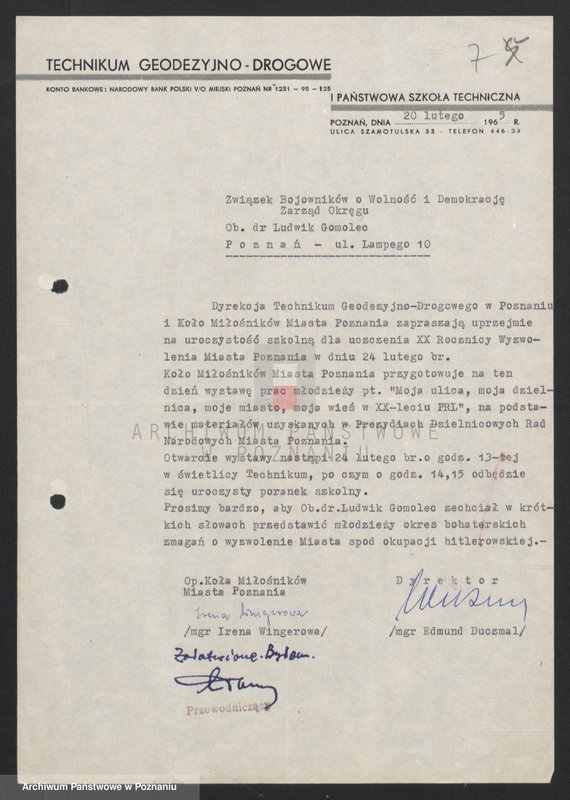 7
TECHNIKUM GEODEZYJNO-DROGOWE
KONTO BANKOWE: NARODOWY BANK POLSKI V/O MIEJSKI POZNAŃ NR 1231 - 95 - 125
I PAŃSTWOWA SZKOŁA TECHNICZNA
POZNAŃ, DNIA 20 lutego 1965 R.
ULICA SZAMOTULSKA 33 - TELEFON 446-23
Związek Bojowników o Wolność i Demokrację
Zarząd Okręgu
Ob. dr Ludwik Gomolec
P o z n a ń - ul. Lampego 10
Dyrekcja Technikum Geodezyjno-Drogowego w Poznaniu
i Koło Miłośników Miasta Poznania zapraszają uprzejmie
na uroczystość szkolną dla uczczenia XX Rocznicy Wyzwo-
lenia Miasta Poznania w dniu 24 lutego br.
Koło Miłośników Miasta Poznania przygotowuje na ten
dzień wystawę prac młodzieży pt. "Moja ulica, moja dziel-
nica, moje miasto, moja wieś w XX-leciu PRL", na podsta-
wie materiałów uzyskanych w Prezydiach Dzielnicowych Rad
Narodowych Miasta Poznania.
Otwarcie wystawy nastąpi 24 lutego br.o godz. 13-tej
w świetlicy Technikum, po czym o godz. 14,15 odbędzie
się uroczysty poranek szkolny.
Prosimy bardzo, aby Ob.dr.Ludwik Gomolec zechciał w krót-
kich słowach przedstawić młodzieży okres bohaterskich
zmagań o wyzwolenie Miasta spod okupacji hitlerowskiej.-
ARCHIWUM PAŃSTWOWE
W POZNANIU
Op.Koła Miłośników
Miasta Poznania
D y r e k t o r
Irena Wingerowa
/mgr Irena Wingerowa/
/mgr Edmund Duczmal/
Załatwione. Byłem.
Przewodniczący
Archiwum Państwowe w Poznaniu